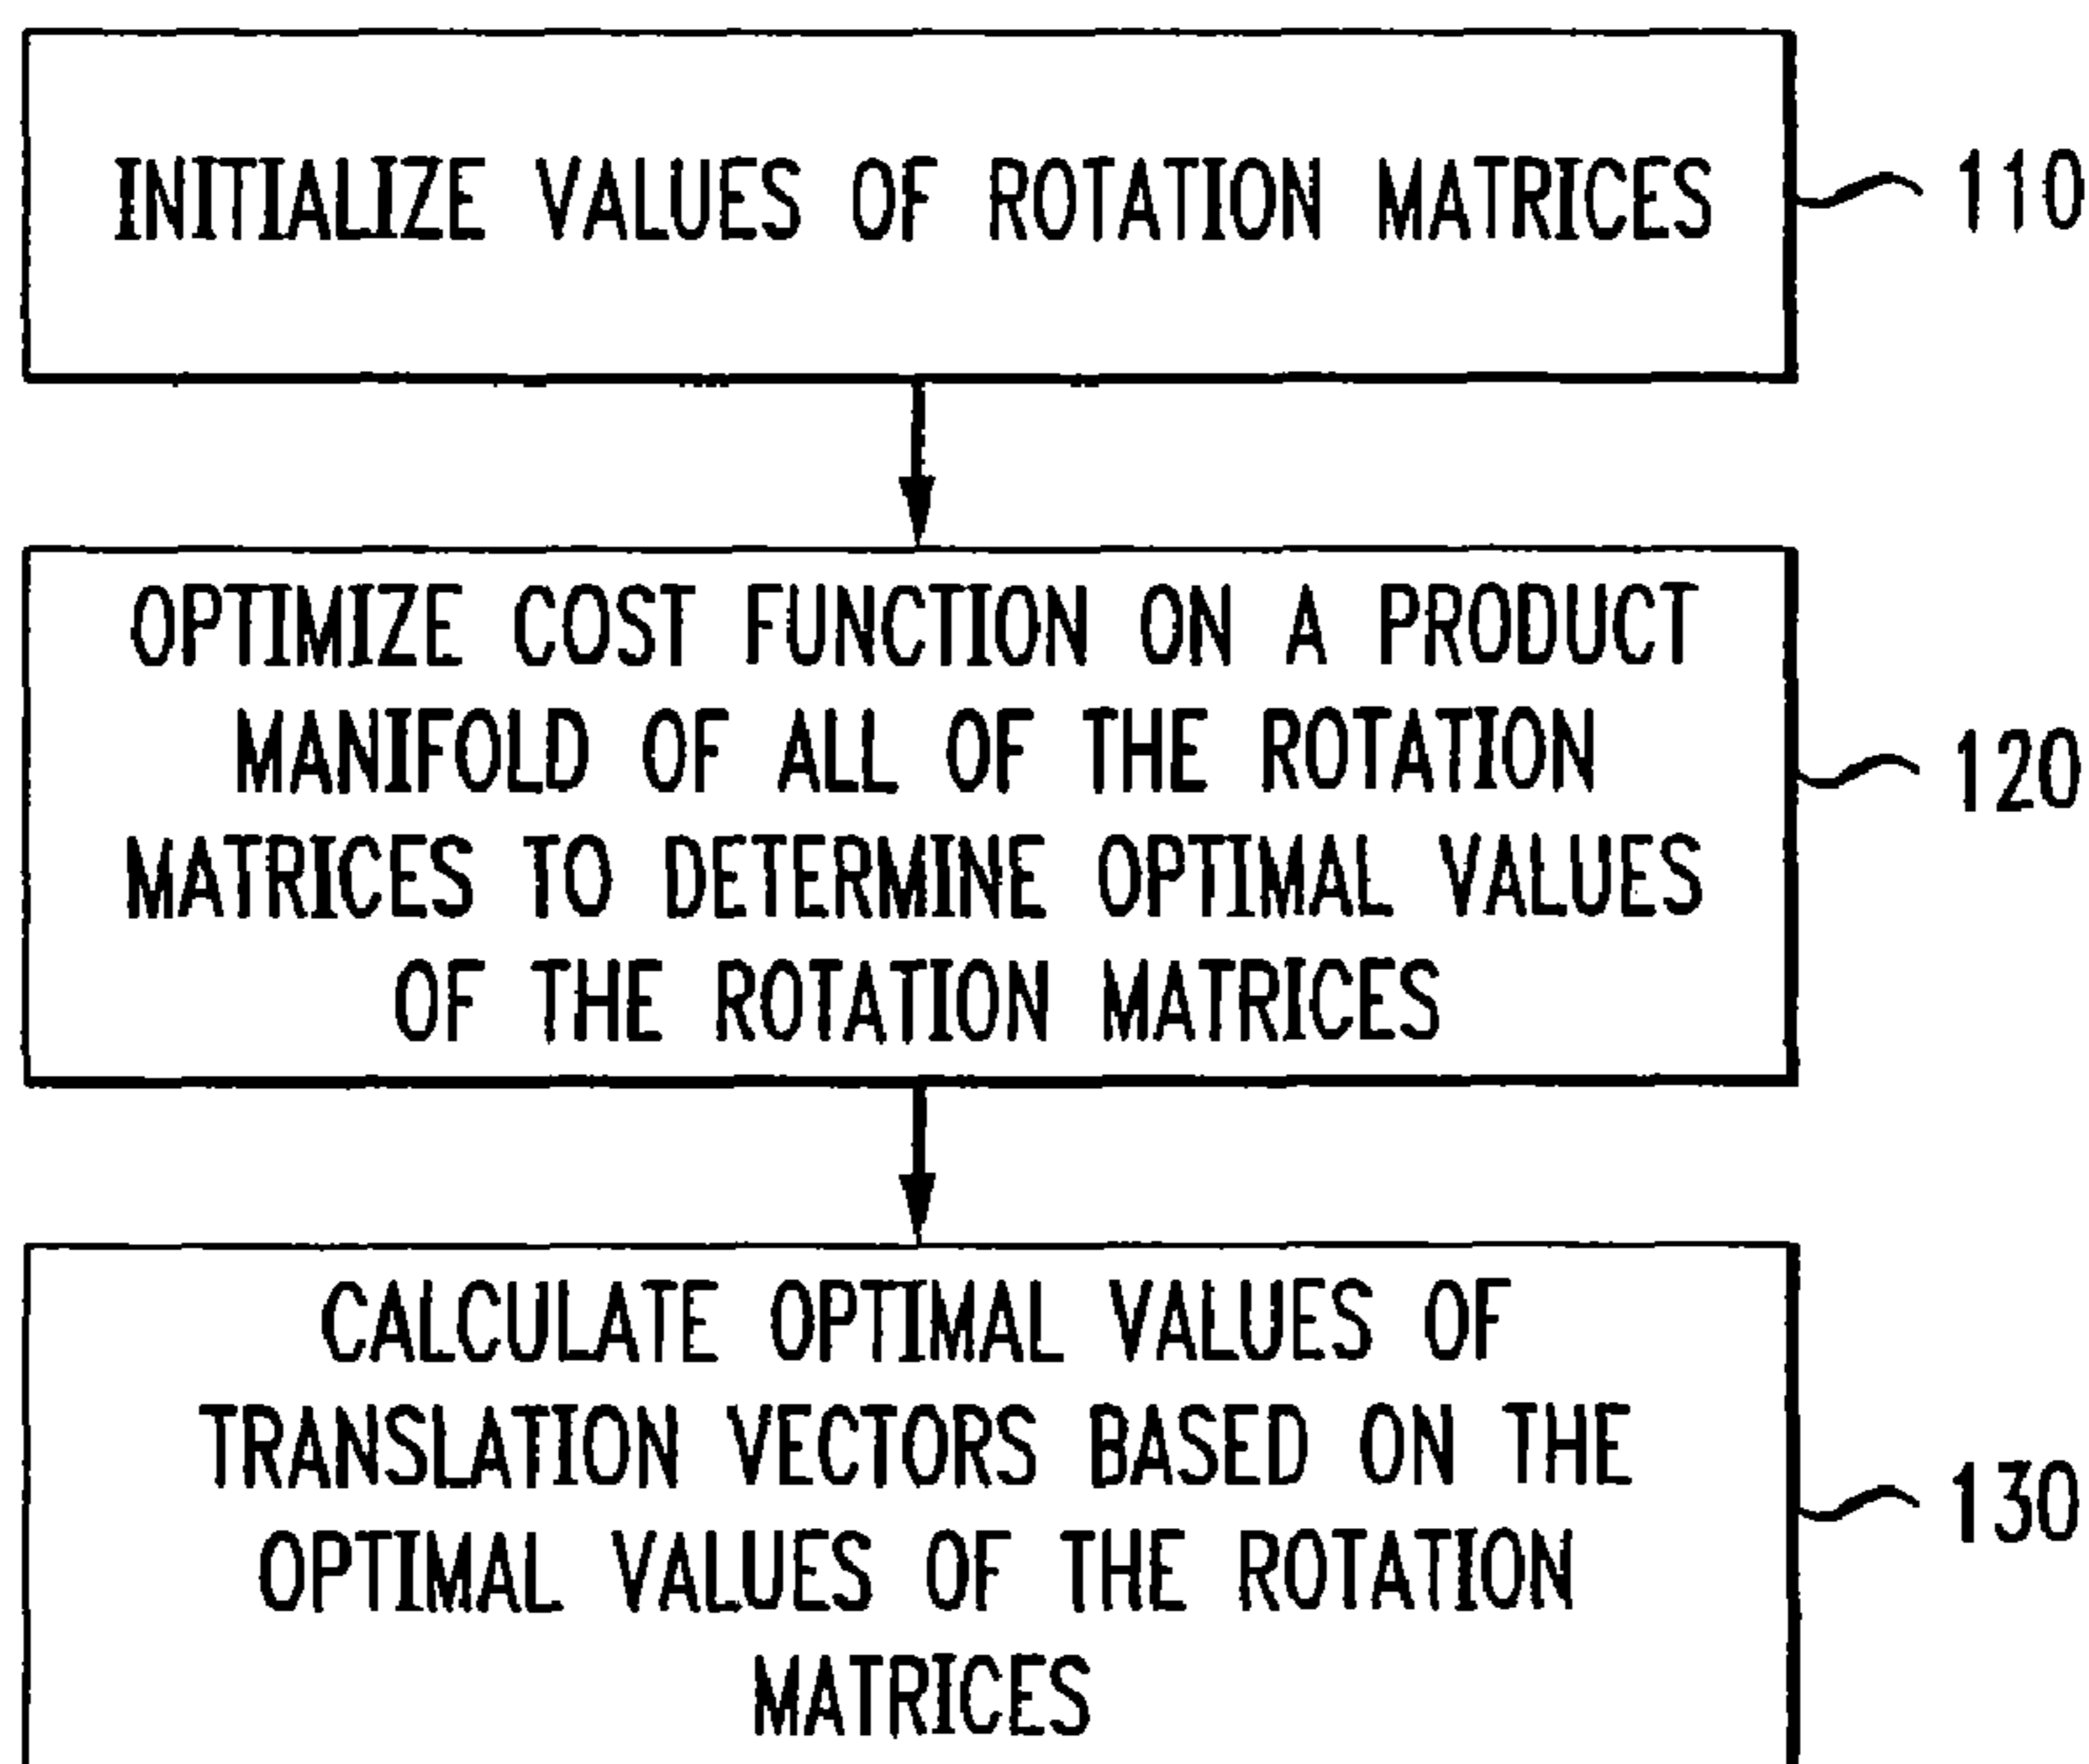 INITIALIZE VALUES OF ROTATION MATRICES
110
OPTIMIZE COST FUNCTION ON A PRODUCT
MANIFOLD OF ALL OF THE ROTATION
MATRICES TO DETERMINE OPTIMAL VALUES
OF THE ROTATION MATRICES
120
CALCULATE OPTIMAL VALUES OF
TRANSLATION VECTORS BASED ON THE
OPTIMAL VALUES OF THE ROTATION
MATRICES
130